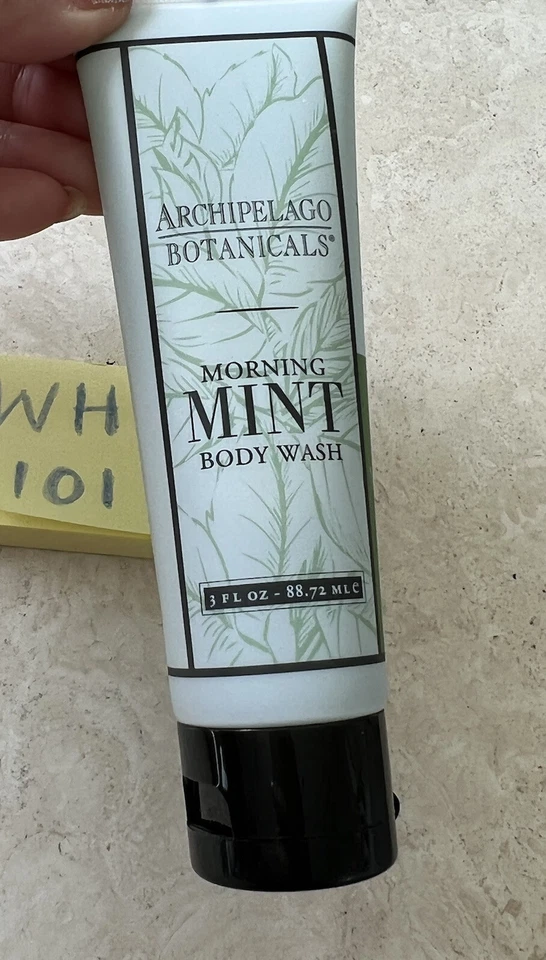 ARCHIPELAGO
BOTANICALS®
MORNING
MINT
BODY WASH
3 FL OZ - 88.72 ML℮
WH
101